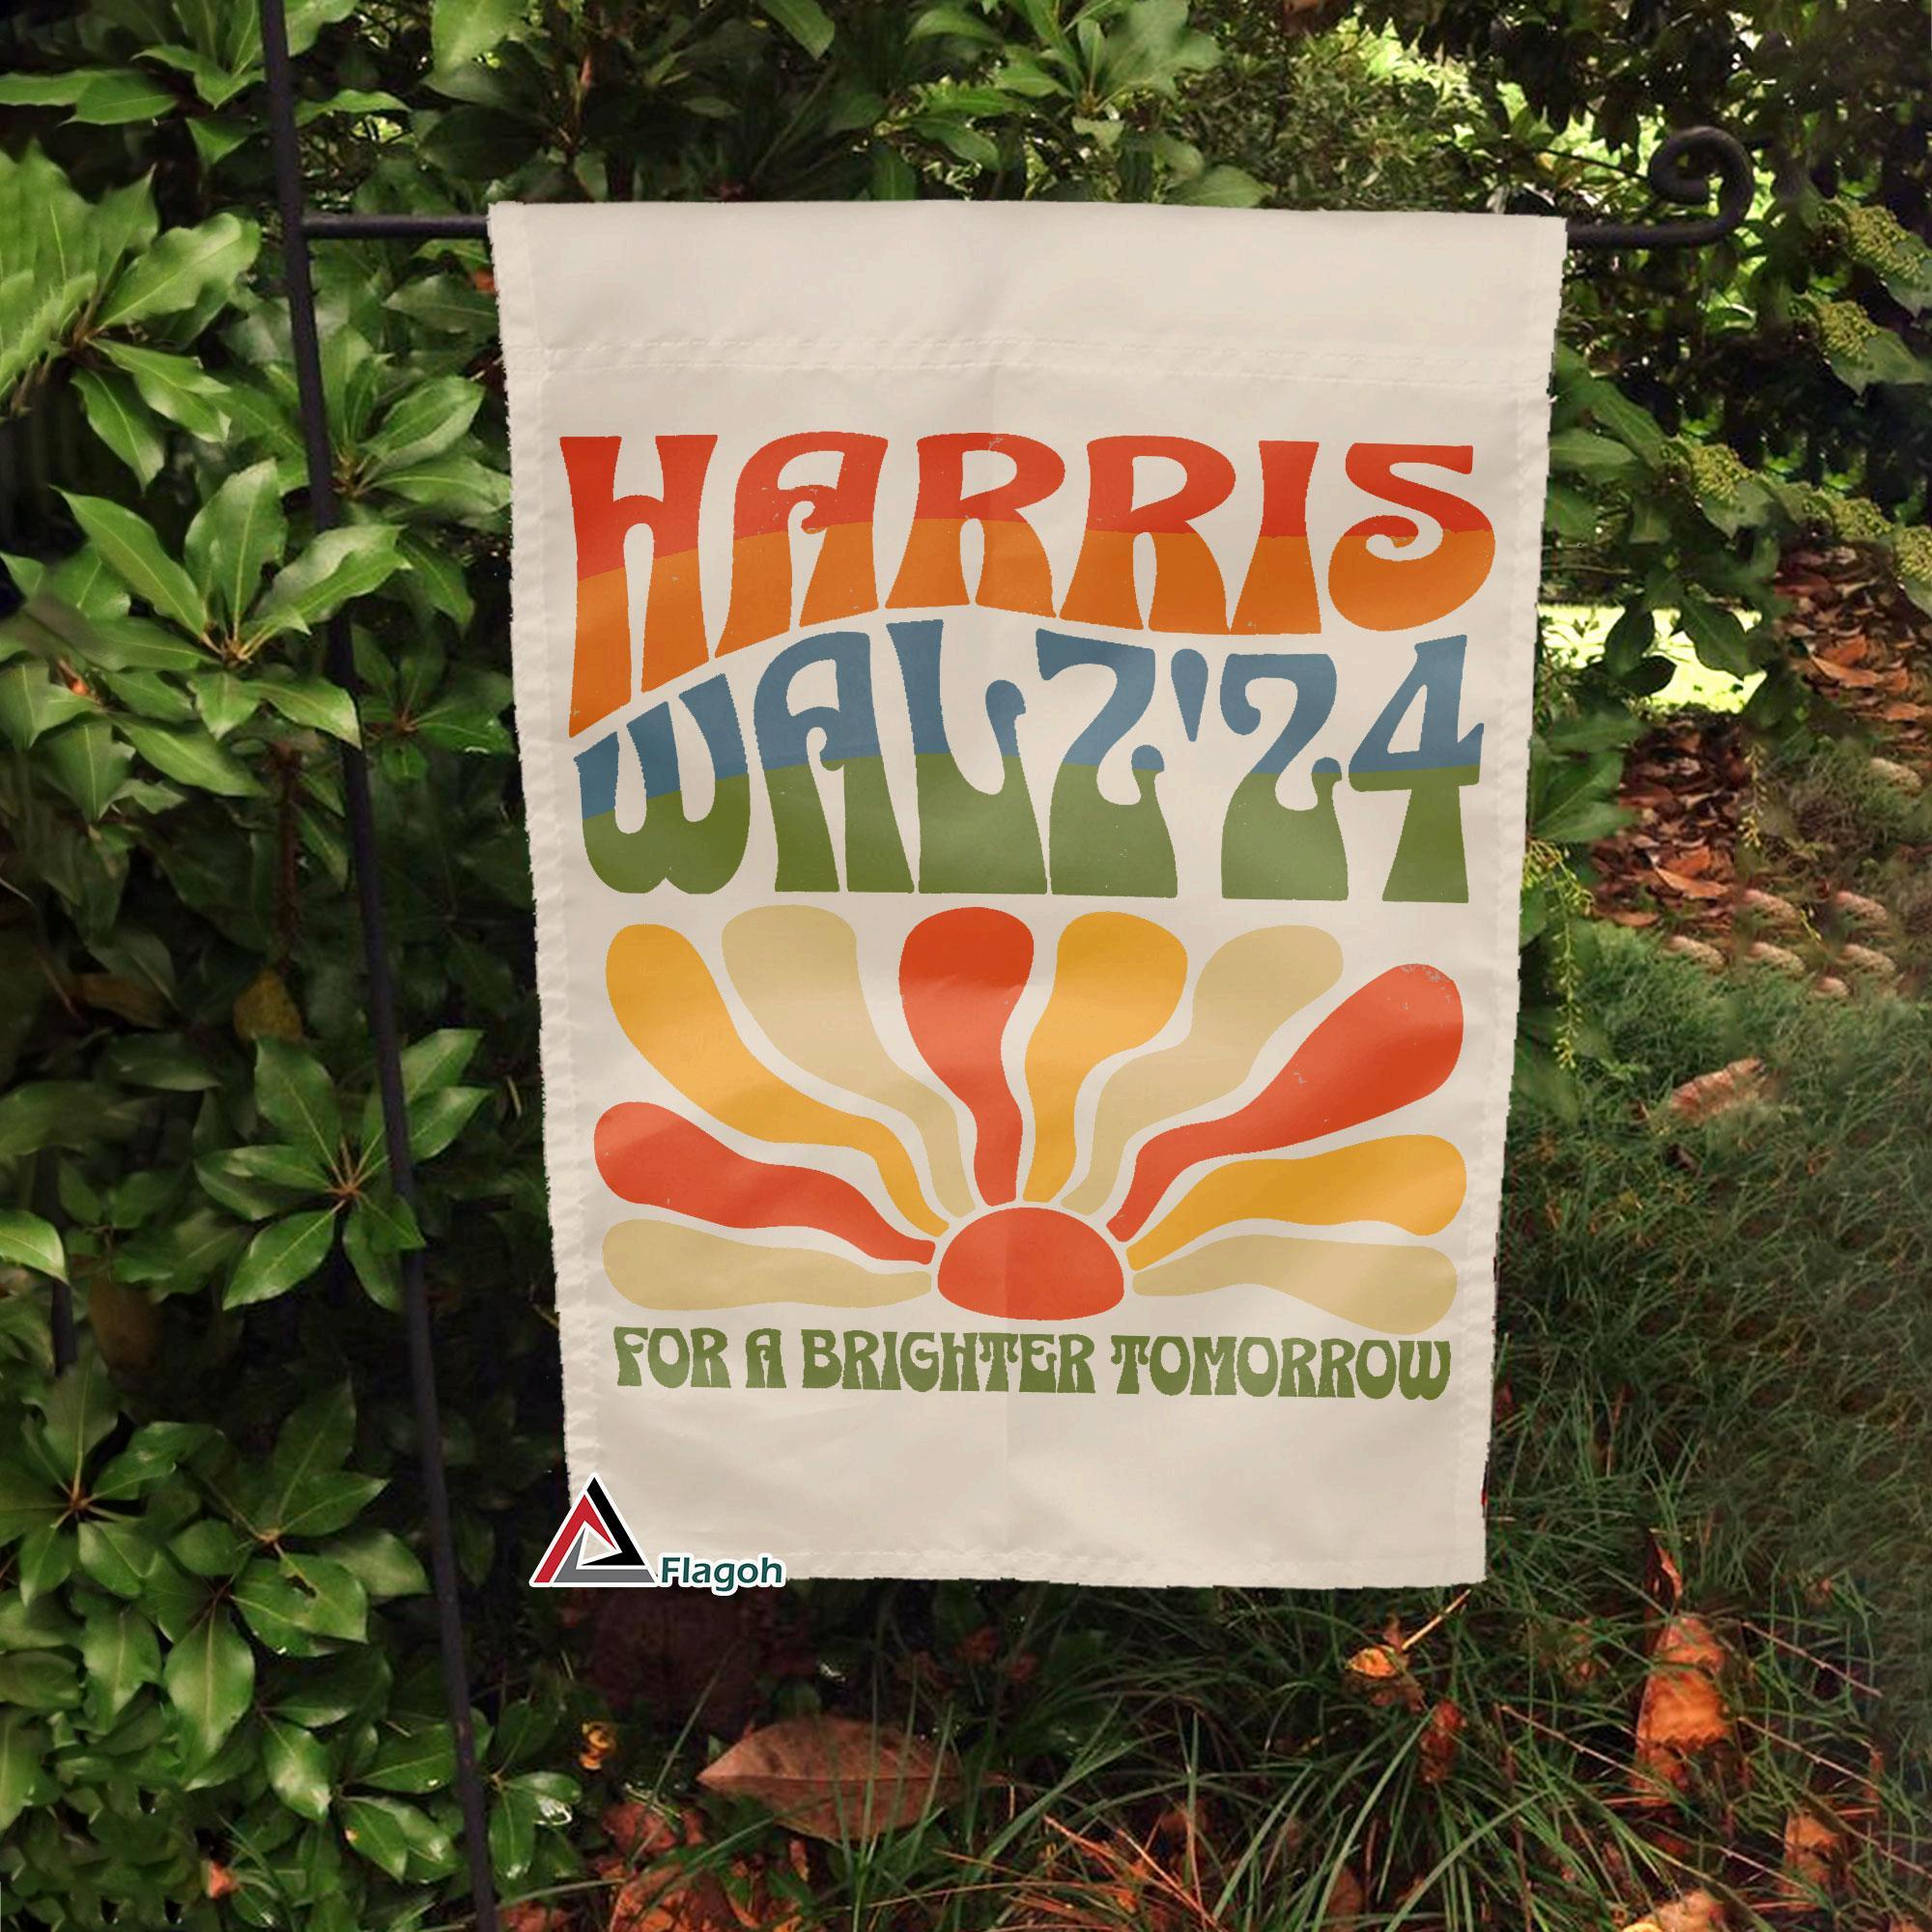 HARRIS
WALZ '24
FOR A BRIGHTER TOMORROW
Flagoh